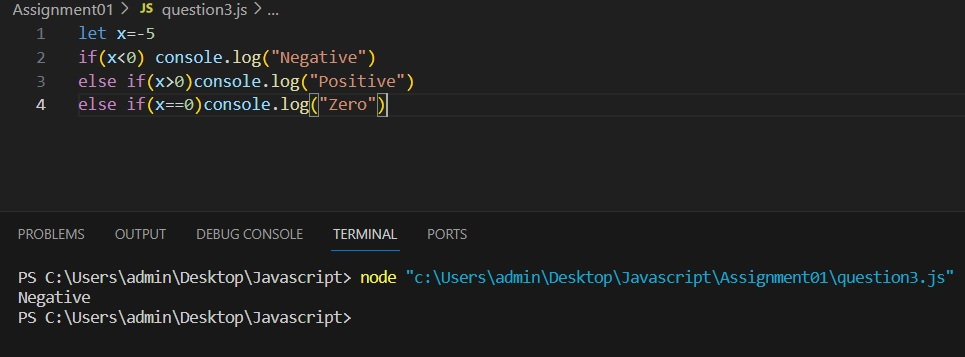 Assignment01 > JS question3.js > ...
1 let x=-5
2 if(x<0) console.log("Negative")
3 else if(x>0)console.log("Positive")
4 else if(x==0)console.log("Zero")
PROBLEMS OUTPUT DEBUG CONSOLE TERMINAL PORTS
PS C:\Users\admin\Desktop\Javascript> node "c:\Users\admin\Desktop\Javascript\Assignment01\question3.js"
Negative
PS C:\Users\admin\Desktop\Javascript>